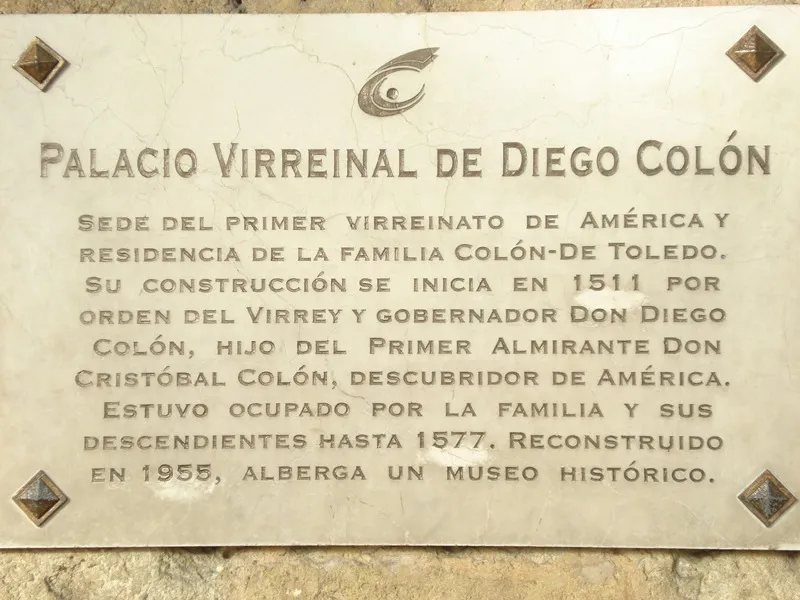 PALACIO VIRREINAL DE DIEGO COLÓN
SEDE DEL PRIMER VIRREINATO DE AMÉRICA Y
RESIDENCIA DE LA FAMILIA COLÓN-DE TOLEDO.
SU CONSTRUCCIÓN SE INICIA EN 1511 POR
ORDEN DEL VIRREY Y GOBERNADOR DON DIEGO
COLÓN, HIJO DEL PRIMER ALMIRANTE DON
CRISTÓBAL COLÓN, DESCUBRIDOR DE AMÉRICA.
ESTUVO OCUPADO POR LA FAMILIA Y SUS
DESCENDIENTES HASTA 1577. RECONSTRUIDO
EN 1955, ALBERGA UN MUSEO HISTÓRICO.